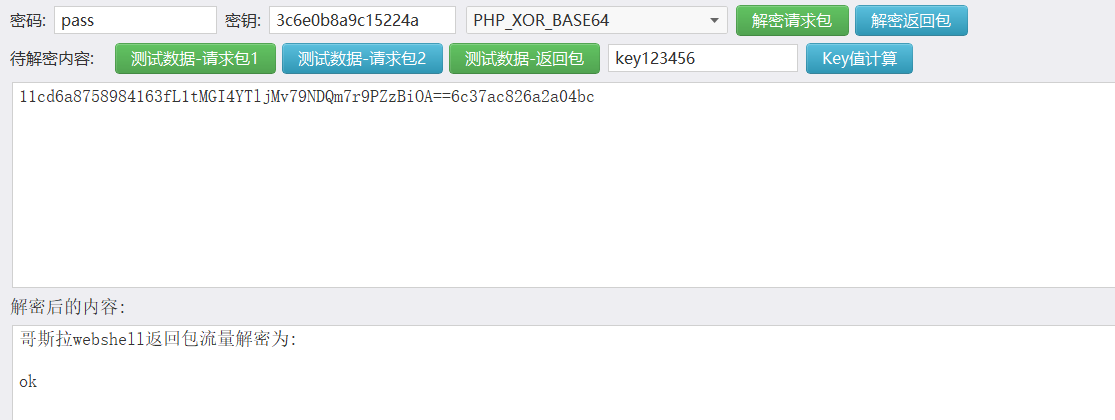 密码: pass 密钥: 3c6e0b8a9c15224a PHP_XOR_BASE64 解密请求包 解密返回包
待解密内容: 测试数据-请求包1 测试数据-请求包2 测试数据-返回包 key123456 Key值计算
11cd6a8758984163fL1tMGI4YTljMv79NDQm7r9PZzBiOA==6c37ac826a2a04bc
解密后的内容:
哥斯拉webshell返回包流量解密为:
ok